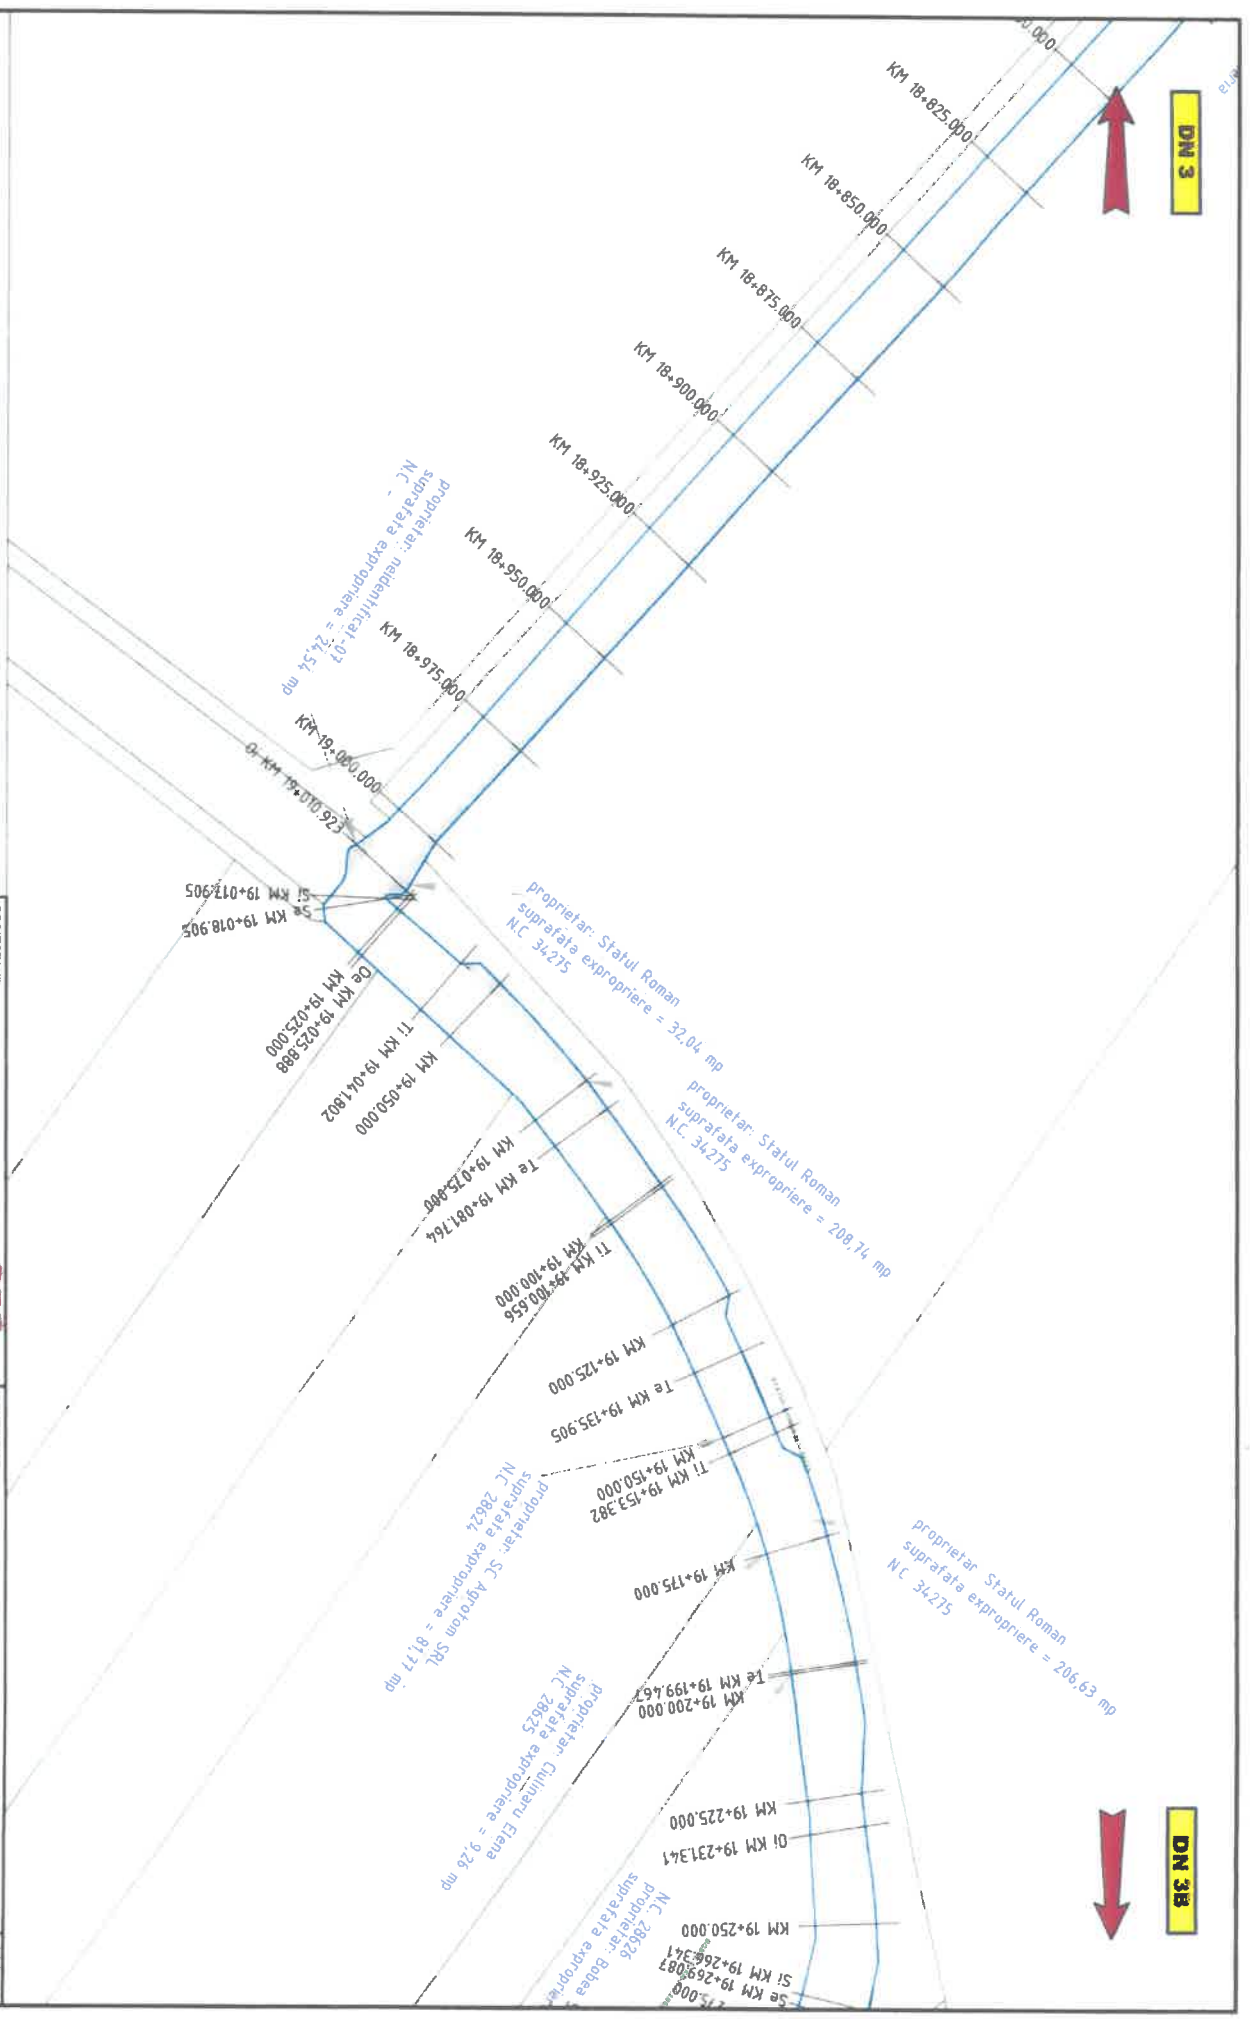 DN 3
KM 18+825.000
KM 18+850.000
KM 18+875.000
KM 18+900.000
KM 18+925.000
KM 18+950.000
KM 18+975.000
KM 19+000.000
Oi KM 19+010.923
Si KM 19+017.905
Se KM 19+018.905
KM 19+025.000
Oe KM 19+025.888
Ti KM 19+041.802
KM 19+050.000
KM 19+075.000
Te KM 19+081.764
KM 19+100.000
Ti KM 19+100.656
KM 19+125.000
Te KM 19+135.905
KM 19+150.000
Ti KM 19+153.382
KM 19+175.000
Te KM 19+199.467
KM 19+200.000
KM 19+225.000
Oi KM 19+231.341
KM 19+250.000
Si KM 19+266.341
Se KM 19+269.087
proprietar: neidentificat-07
suprafata expropriere = 24,54 mp
N.C. -
proprietar: Statul Roman
suprafata expropriere = 32,04 mp
N.C. 34275
proprietar: Statul Roman
suprafata expropriere = 208,74 mp
N.C. 34275
proprietar: Statul Roman
suprafata expropriere = 206,63 mp
N.C. 34275
proprietar: SC Agrotom SRL
suprafata expropriere = 81,77 mp
N.C. 28624
proprietar: Ciulinaru Elena
suprafata expropriere = 9,26 mp
N.C. 28625
N.C. 28626
proprietar: Bobea
suprafata expropriere
DN 3B